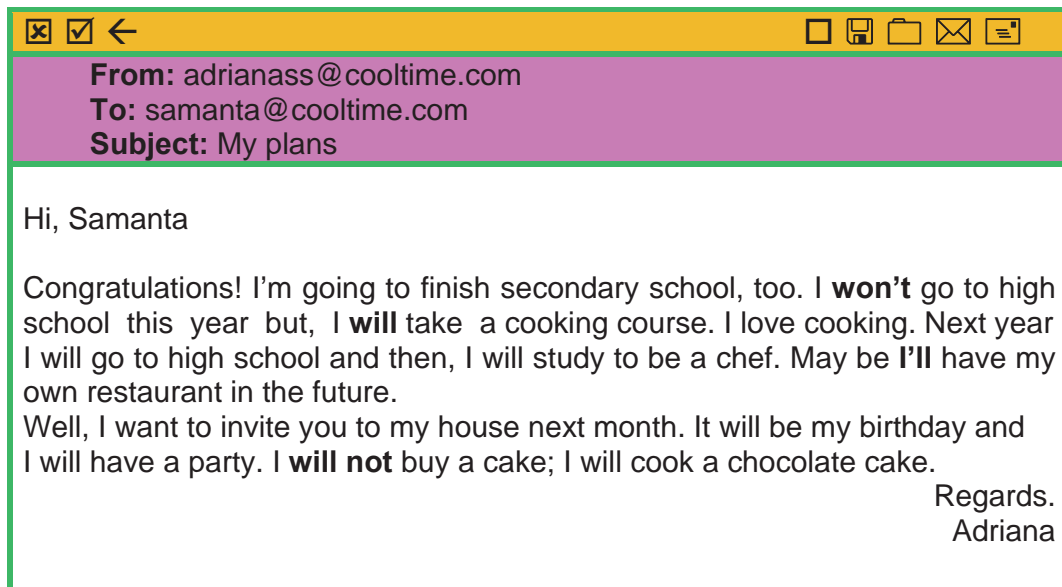 From: adrianass@cooltime.com
To: samanta@cooltime.com
Subject: My plans
Hi, Samanta
Congratulations! I'm going to finish secondary school, too. I won't go to high
school this year but, I will take a cooking course. I love cooking. Next year
I will go to high school and then, I will study to be a chef. May be I'll have my
own restaurant in the future.
Well, I want to invite you to my house next month. It will be my birthday and
I will have a party. I will not buy a cake; I will cook a chocolate cake.
Regards.
Adriana